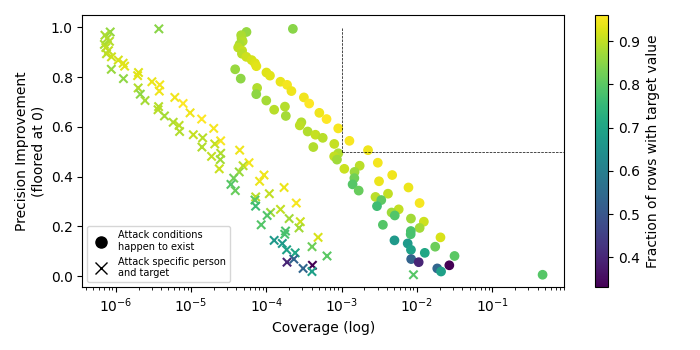 1.0
0.8
0.6
0.4
0.2
0.0
Precision Improvement
(floored at 0)
Attack conditions
happen to exist
Attack specific person
and target
10⁻⁶
10⁻⁵
10⁻⁴
10⁻³
10⁻²
10⁻¹
Coverage (log)
0.9
0.8
0.7
0.6
0.5
0.4
Fraction of rows with target value